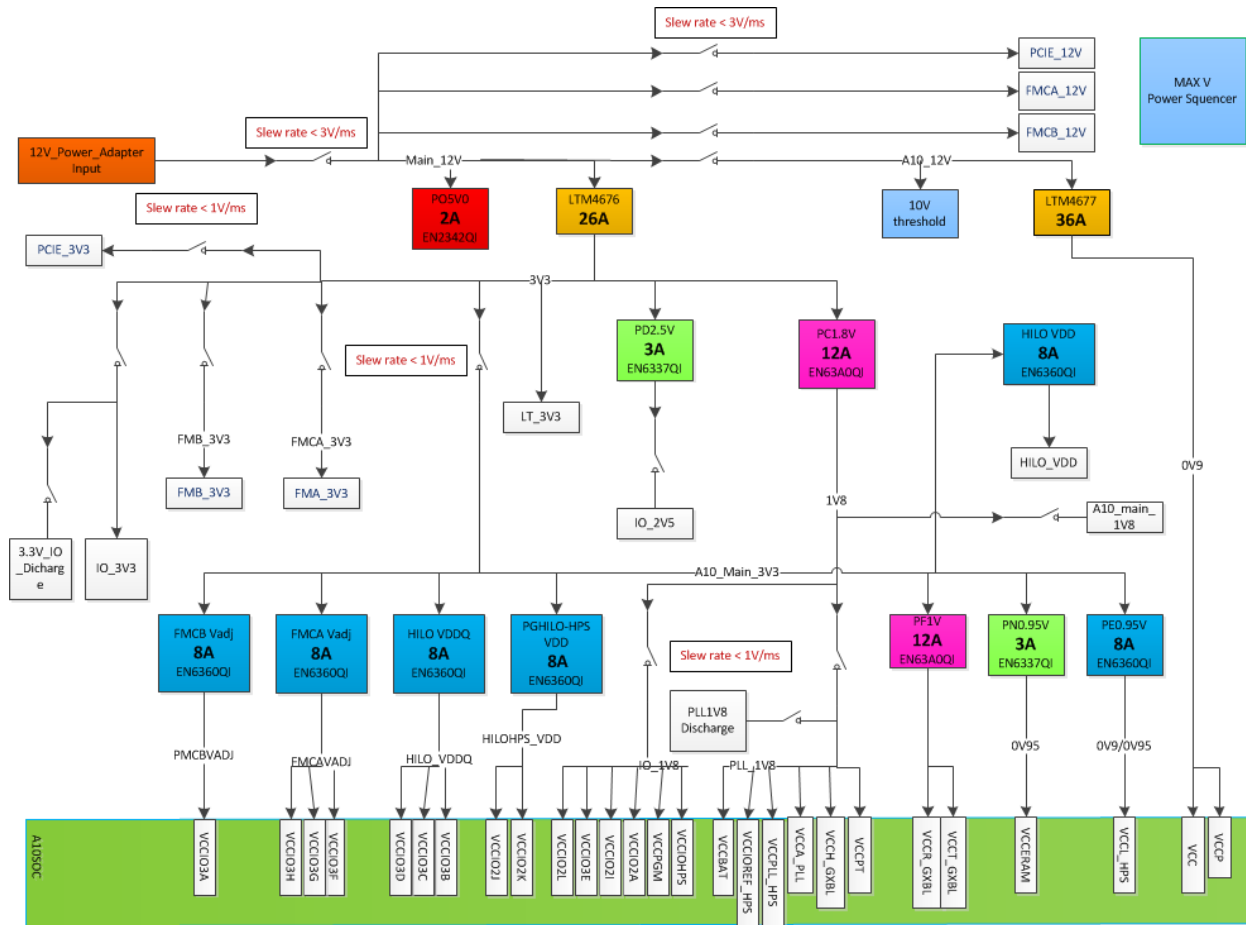 Slew rate < 3V/ms
PCIE_12V
FMCA_12V
FMCB_12V
MAX V
Power Squencer
Slew rate < 3V/ms
12V_Power_Adapter
Input
Main_12V
A10_12V
PO5V0
2A
EN2342QI
LTM4676
26A
10V
threshold
LTM4677
36A
Slew rate < 1V/ms
PCIE_3V3
3V3
Slew rate < 1V/ms
PD2.5V
3A
EN6337QI
PC1.8V
12A
EN63A0QI
HILO VDD
8A
EN6360QI
LT_3V3
FMB_3V3
FMCA_3V3
FMB_3V3
FMA_3V3
HILO_VDD
0V9
1V8
IO_2V5
A10_main_
1V8
3.3V_IO
_Dicharge
IO_3V3
A10_Main_3V3
FMCB Vadj
8A
EN6360QI
FMCA Vadj
8A
EN6360QI
HILO VDDQ
8A
EN6360QI
PGHILO-HPS
VDD
8A
EN6360QI
Slew rate < 1V/ms
PF1V
12A
EN63A0QI
PN0.95V
3A
EN6337QI
PE0.95V
8A
EN6360QI
PLL1V8
Discharge
PMCBVADJ
FMCAVADJ
HILO_VDDQ
HILOHPS_VDD
IO_1V8
PLL_1V8
0V95
0V9/0V95
A10SOC
VCCIO3A
VCCIO3H
VCCIO3G
VCCIO3F
VCCIO3D
VCCIO3C
VCCIO3B
VCCIO2J
VCCIO2K
VCCIO2L
VCCIO3E
VCCIO2I
VCCIO2A
VCCPGM
VCCIOHPS
VCCBAT
VCCIOREF_HPS
VCCPLL_HPS
VCCA_PLL
VCCH_GXBL
VCCPT
VCCR_GXBL
VCCT_GXBL
VCCERAM
VCCL_HPS
VCC
VCCP